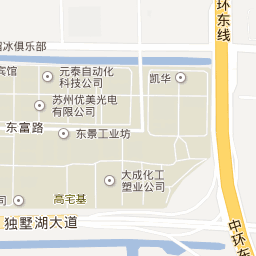 环东线
溜冰俱乐部
宾馆
元泰自动化
科技公司
凯华
苏州优美光电
有限公司
东富路
东景工业坊
大成化工
塑业公司
高宅基
司
独墅湖大道
中环东